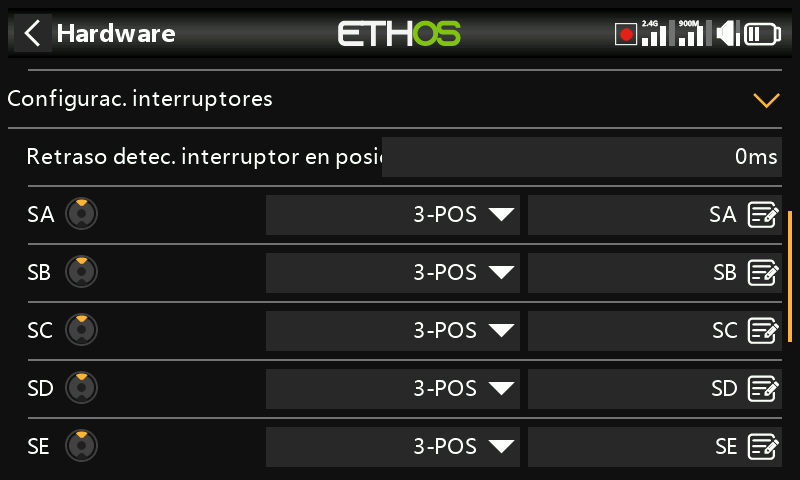 Hardware
ETHOS
2.4G
900M
Configurac. interruptores
Retraso detec. interruptor en posi
0ms
SA
3-POS
SA
SB
3-POS
SB
SC
3-POS
SC
SD
3-POS
SD
SE
3-POS
SE